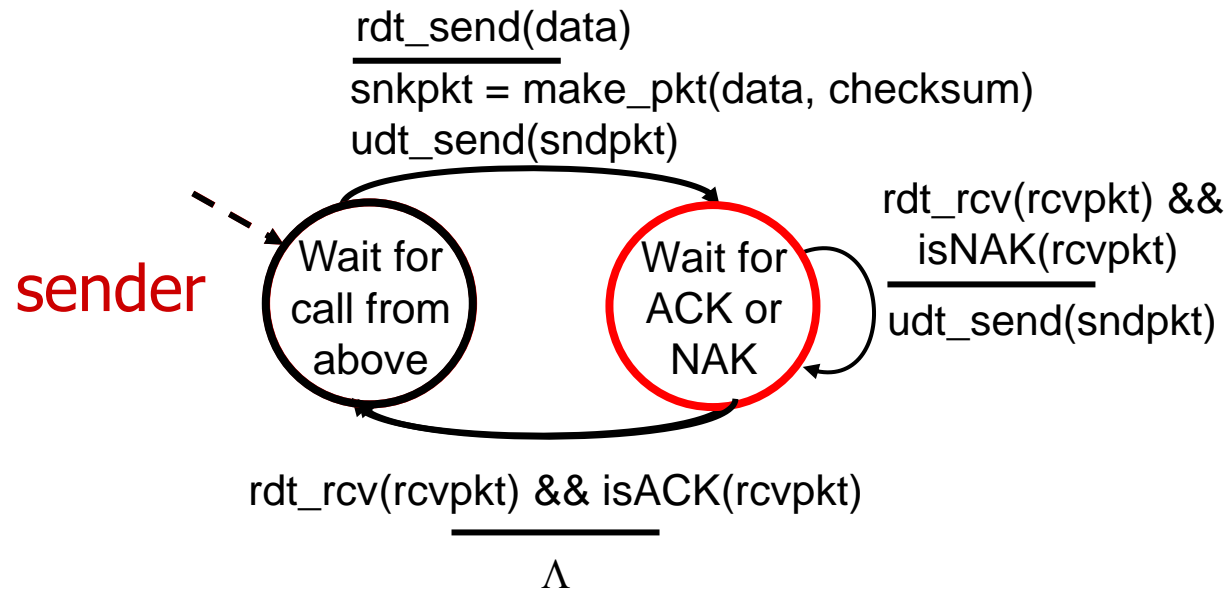 rdt_send(data)
snkpkt = make_pkt(data, checksum)
udt_send(sndpkt)
sender
Wait for
call from
above
Wait for
ACK or
NAK
rdt_rcv(rcvpkt) &&
isNAK(rcvpkt)
udt_send(sndpkt)
rdt_rcv(rcvpkt) && isACK(rcvpkt)
Λ